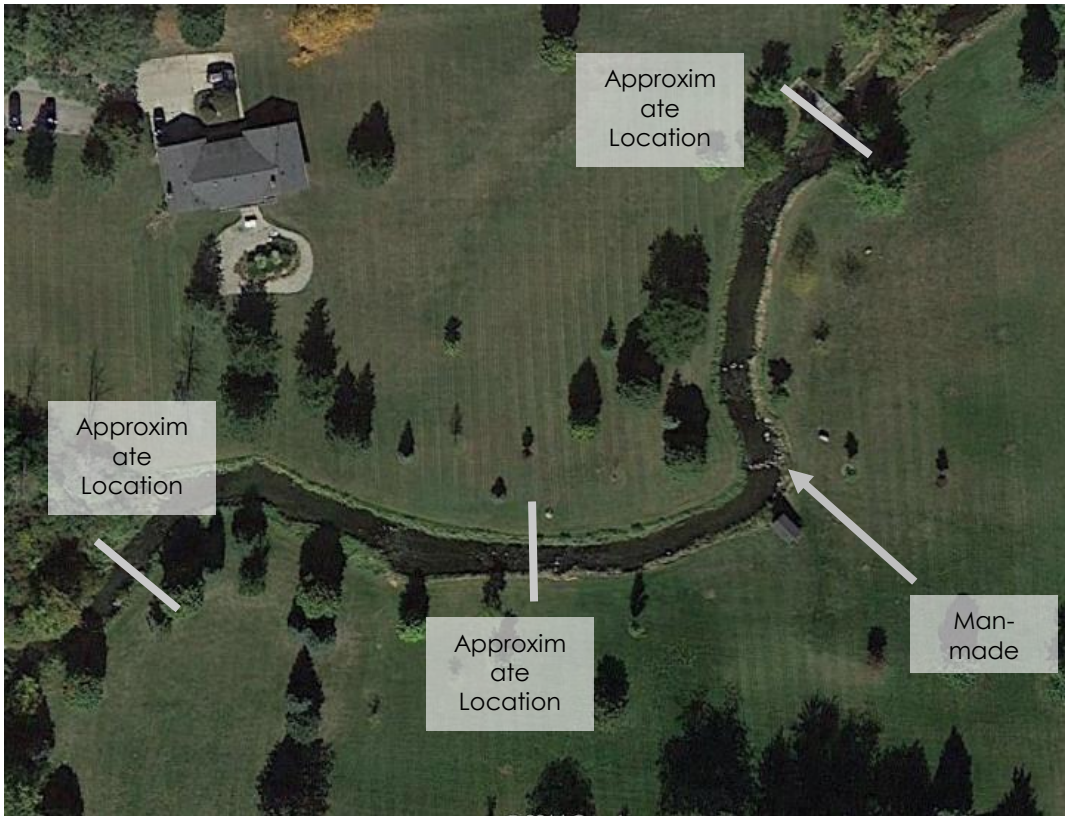 Approxim
ate
Location
Approxim
ate
Location
Approxim
ate
Location
Man-
made